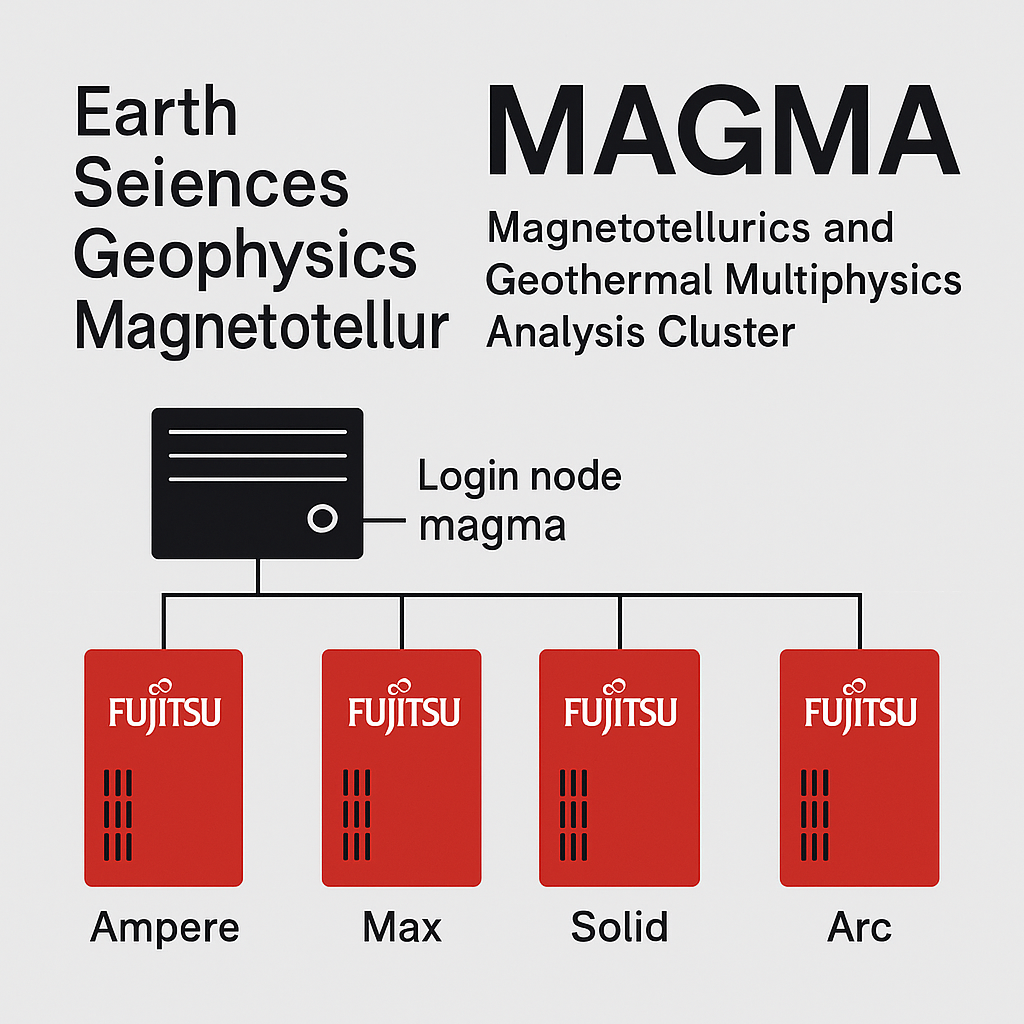 Earth
Seiences
Geophysics
Magnetotellur
MAGMA
Magnetotellurics and
Geothermal Multiphysics
Analysis Cluster
Login node
magma
FUJITSU
FUJITSU
FUJITSU
FUJITSU
Ampere
Max
Solid
Arc